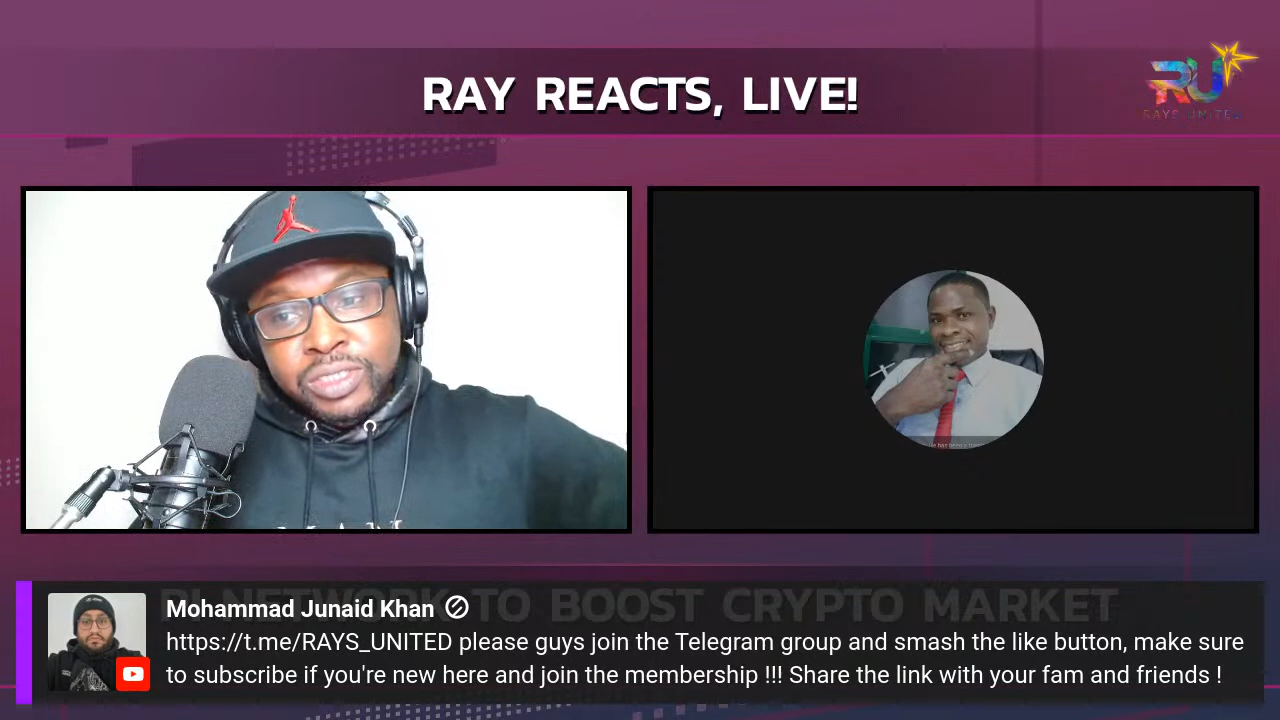 RAY REACTS, LIVE!
RU
RAYS UNITED
NETWORK TO BOOST CRYPTO MARKET
Mohammad Junaid Khan
https://t.me/RAYS_UNITED please guys join the Telegram group and smash the like button, make sure
to subscribe if you're new here and join the membership !!! Share the link with your fam and friends !